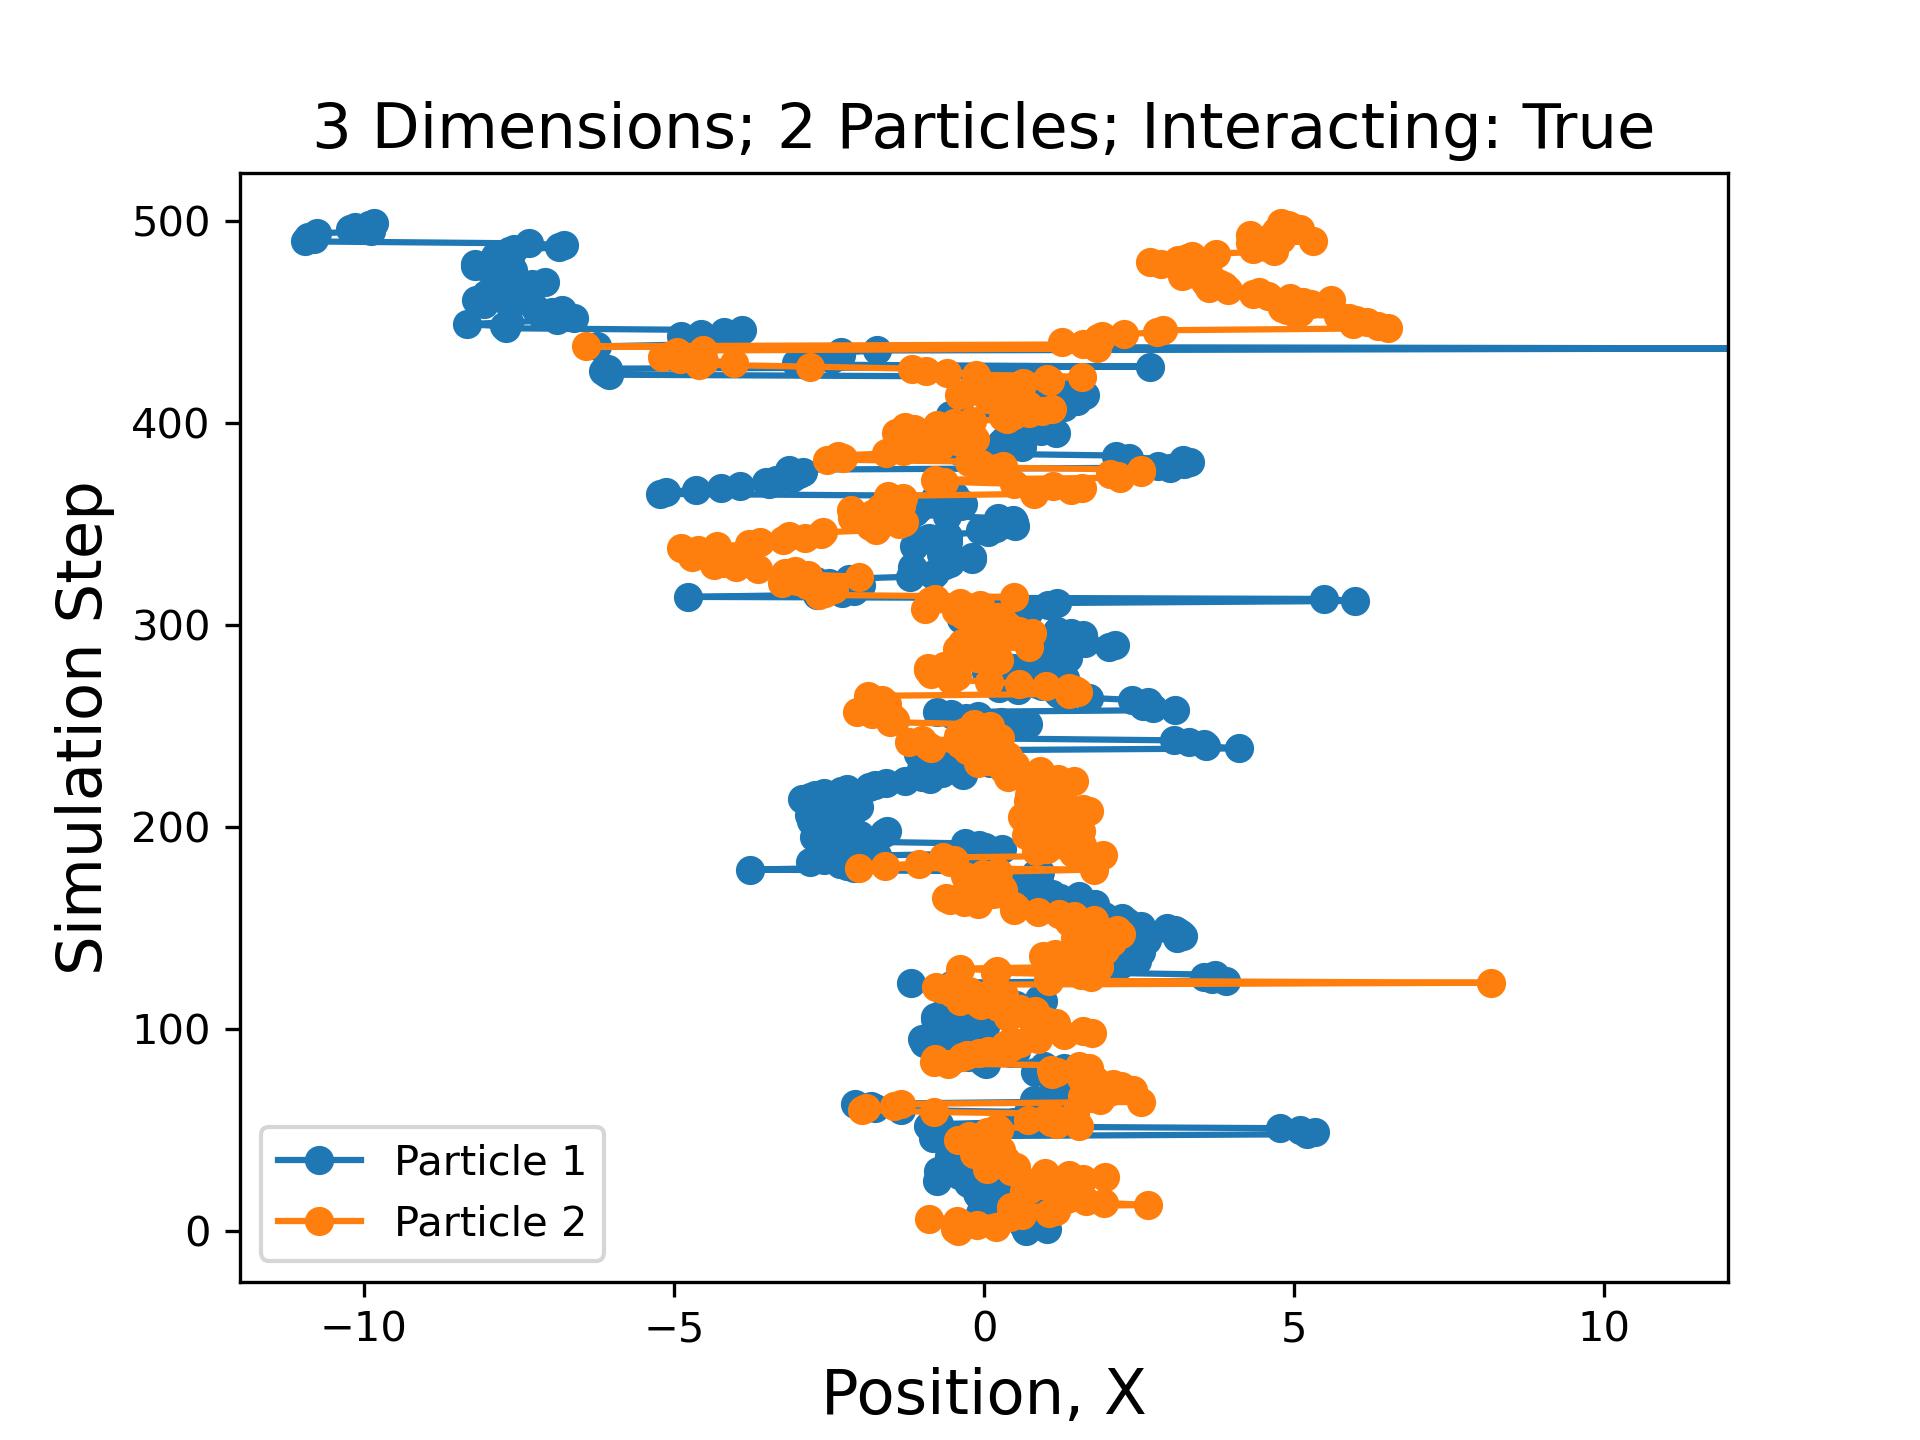 3 Dimensions; 2 Particles; Interacting: True
Simulation Step
500
400
300
200
100
0
Particle 1
Particle 2
−10
−5
0
5
10
Position, X